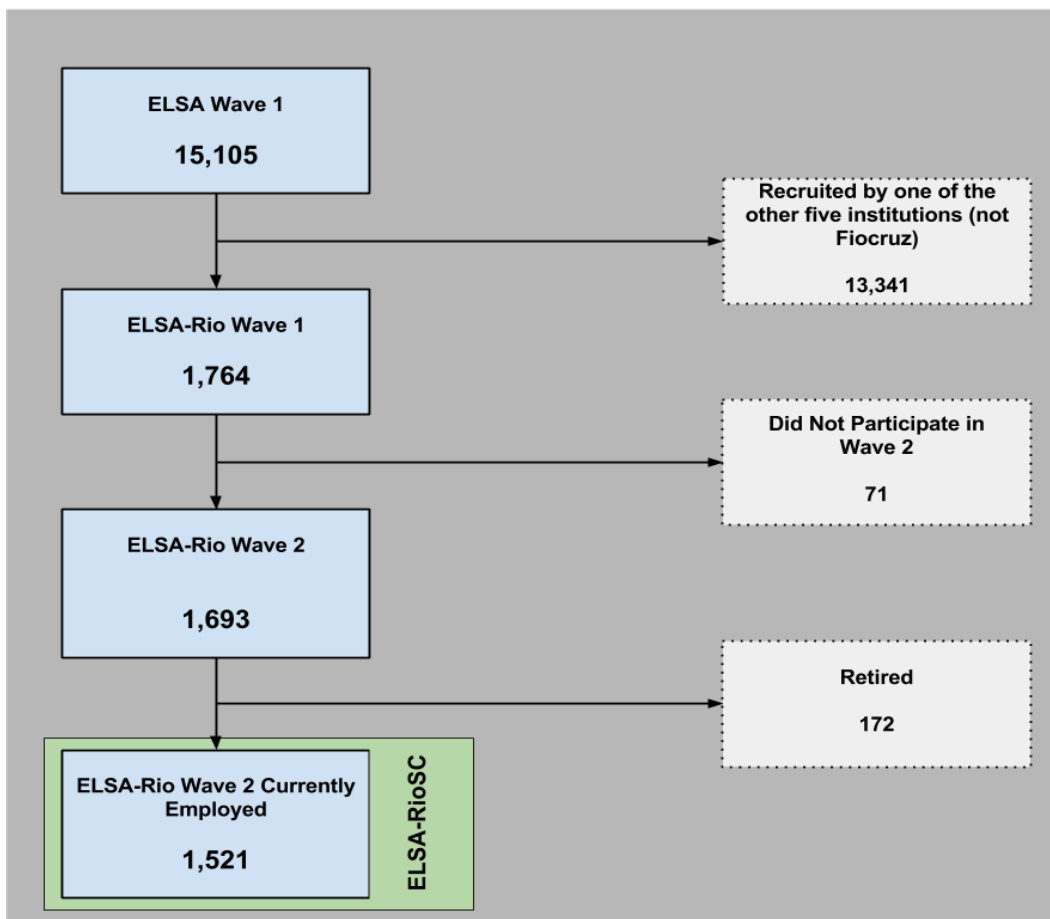 ELSA Wave 1
15,105
Recruited by one of the
other five institutions (not
Fiocruz)
13,341
ELSA-Rio Wave 1
1,764
Did Not Participate in
Wave 2
71
ELSA-Rio Wave 2
1,693
Retired
172
ELSA-Rio Wave 2 Currently
Employed
1,521
ELSA-RioSC